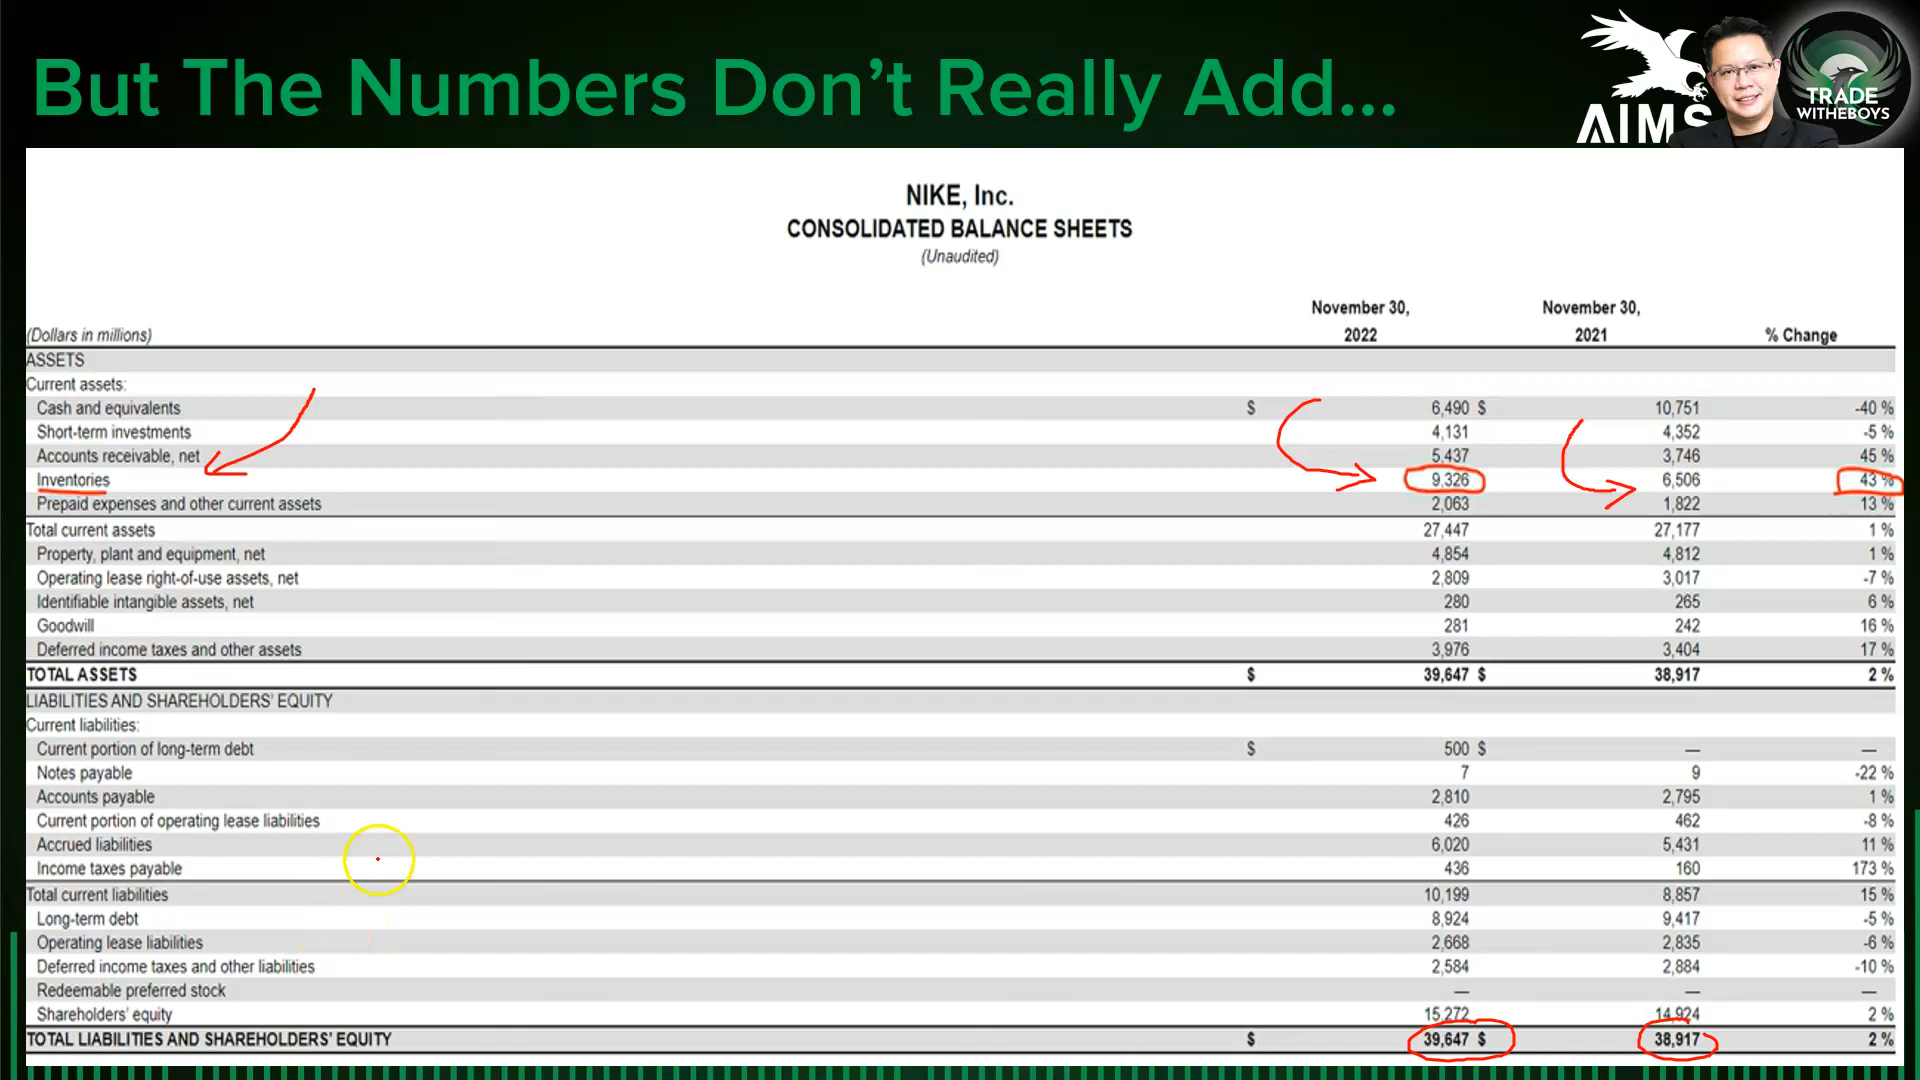 But The Numbers Don’t Really Add...
AIMS
TRADE
WITHEBOYS
NIKE, Inc.
CONSOLIDATED BALANCE SHEETS
(Unaudited)
November 30, November 30,
(Dollars in millions) 2022 2021 % Change
ASSETS
Current assets:
Cash and equivalents $ 6,490 $ 10,751 -40 %
Short-term investments 4,131 4,352 -5 %
Accounts receivable, net 5,437 3,746 45 %
Inventories 9,326 6,506 43 %
Prepaid expenses and other current assets 2,063 1,822 13 %
Total current assets 27,447 27,177 1 %
Property, plant and equipment, net 4,854 4,812 1 %
Operating lease right-of-use assets, net 2,809 3,017 -7 %
Identifiable intangible assets, net 280 265 6 %
Goodwill 281 242 16 %
Deferred income taxes and other assets 3,976 3,404 17 %
TOTAL ASSETS $ 39,647 $ 38,917 2 %
LIABILITIES AND SHAREHOLDERS’ EQUITY
Current liabilities:
Current portion of long-term debt $ 500 $ — —
Notes payable 7 9 -22 %
Accounts payable 2,810 2,795 1 %
Current portion of operating lease liabilities 426 462 -8 %
Accrued liabilities 6,020 5,431 11 %
Income taxes payable 436 160 173 %
Total current liabilities 10,199 8,857 15 %
Long-term debt 8,924 9,417 -5 %
Operating lease liabilities 2,668 2,835 -6 %
Deferred income taxes and other liabilities 2,584 2,884 -10 %
Redeemable preferred stock — — —
Shareholders’ equity 15,272 14,924 2 %
TOTAL LIABILITIES AND SHAREHOLDERS’ EQUITY $ 39,647 $ 38,917 2 %